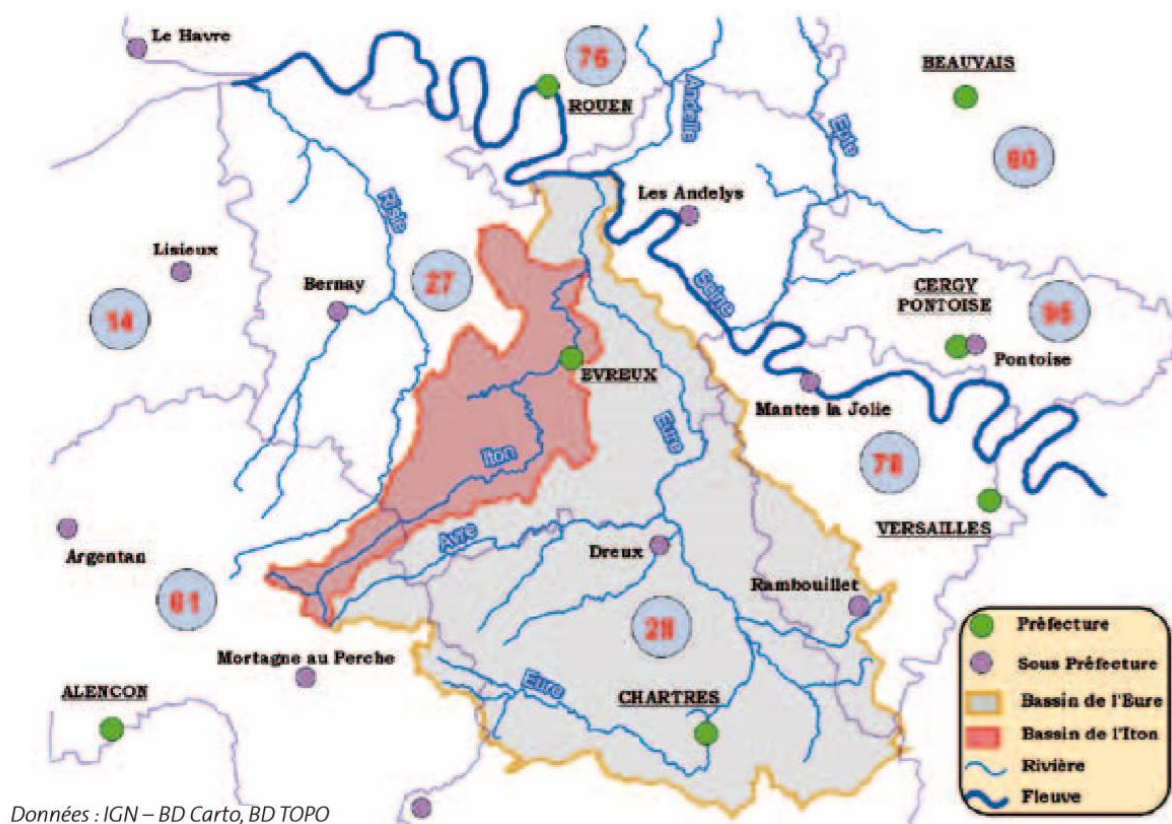 Le Havre
76
ROUEN
BEAUVAIS
60
Andelle
Epte
Les Andelys
Risle
Lisieux
Bernay
27
14
Seine
CERGY
PONTOISE
95
Pontoise
EVREUX
Mantes la Jolie
Eure
Iton
78
VERSAILLES
Avre
Dreux
Argentan
Rambouillet
61
28
Mortagne au Perche
Eure
CHARTRES
ALENCON
Préfecture
Sous Préfecture
Bassin de l'Eure
Bassin de l'Iton
Rivière
Fleuve
Données : IGN – BD Carto, BD TOPO